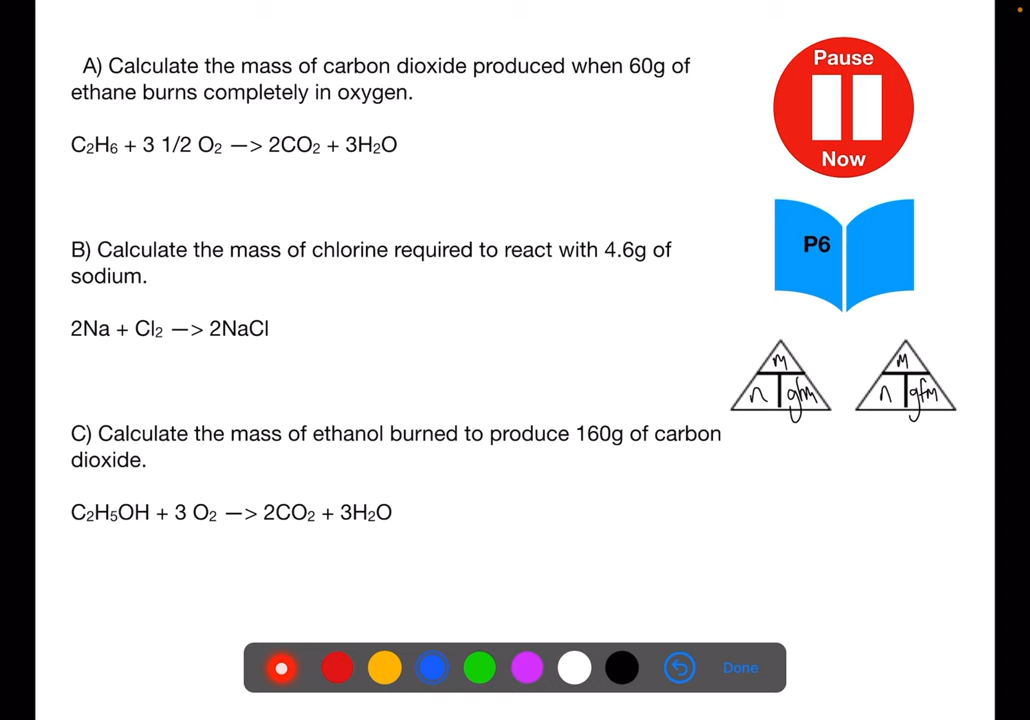 A) Calculate the mass of carbon dioxide produced when 60g of
ethane burns completely in oxygen.
C₂H₆ + 3 1/2 O₂ —> 2CO₂ + 3H₂O
B) Calculate the mass of chlorine required to react with 4.6g of
sodium.
2Na + Cl₂ —> 2NaCl
C) Calculate the mass of ethanol burned to produce 160g of carbon
dioxide.
C₂H₅OH + 3 O₂ —> 2CO₂ + 3H₂O
Pause
Now
P6
m
n gfm
m
n gfm
Done